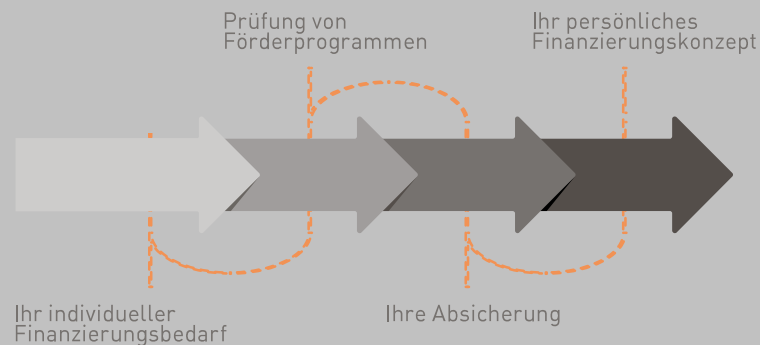 Prüfung von
Förderprogrammen
Ihr persönliches
Finanzierungskonzept
Ihr individueller
Finanzierungsbedarf
Ihre Absicherung